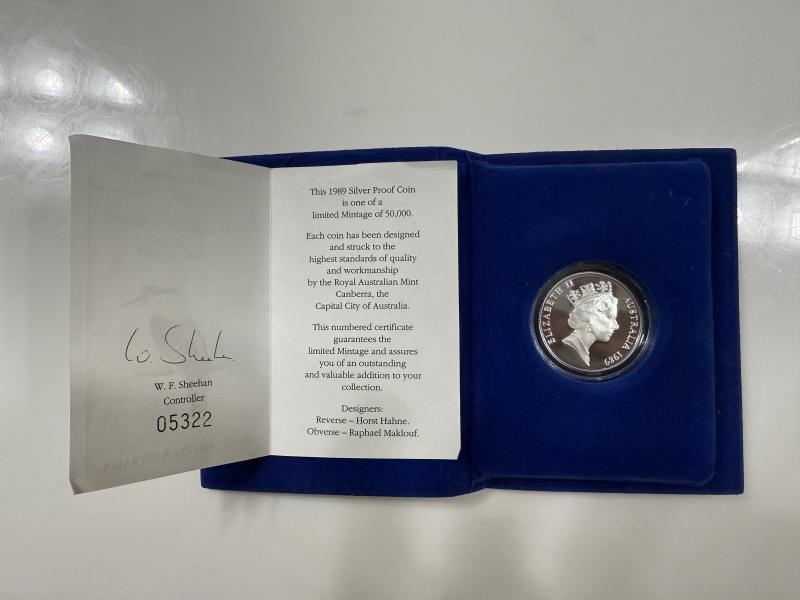 W. Sheehan
W. F. Sheehan
Controller
05322
This 1989 Silver Proof Coin
is one of a
limited Mintage of 50,000.
Each coin has been designed
and struck to the
highest standards of quality
and workmanship
by the Royal Australian Mint
Canberra, the
Capital City of Australia.
This numbered certificate
guarantees the
limited Mintage and assures
you of an outstanding
and valuable addition to your
collection.
Designers:
Reverse – Horst Hahne.
Obverse – Raphael Maklouf.
ELIZABETH II
AUSTRALIA 1989